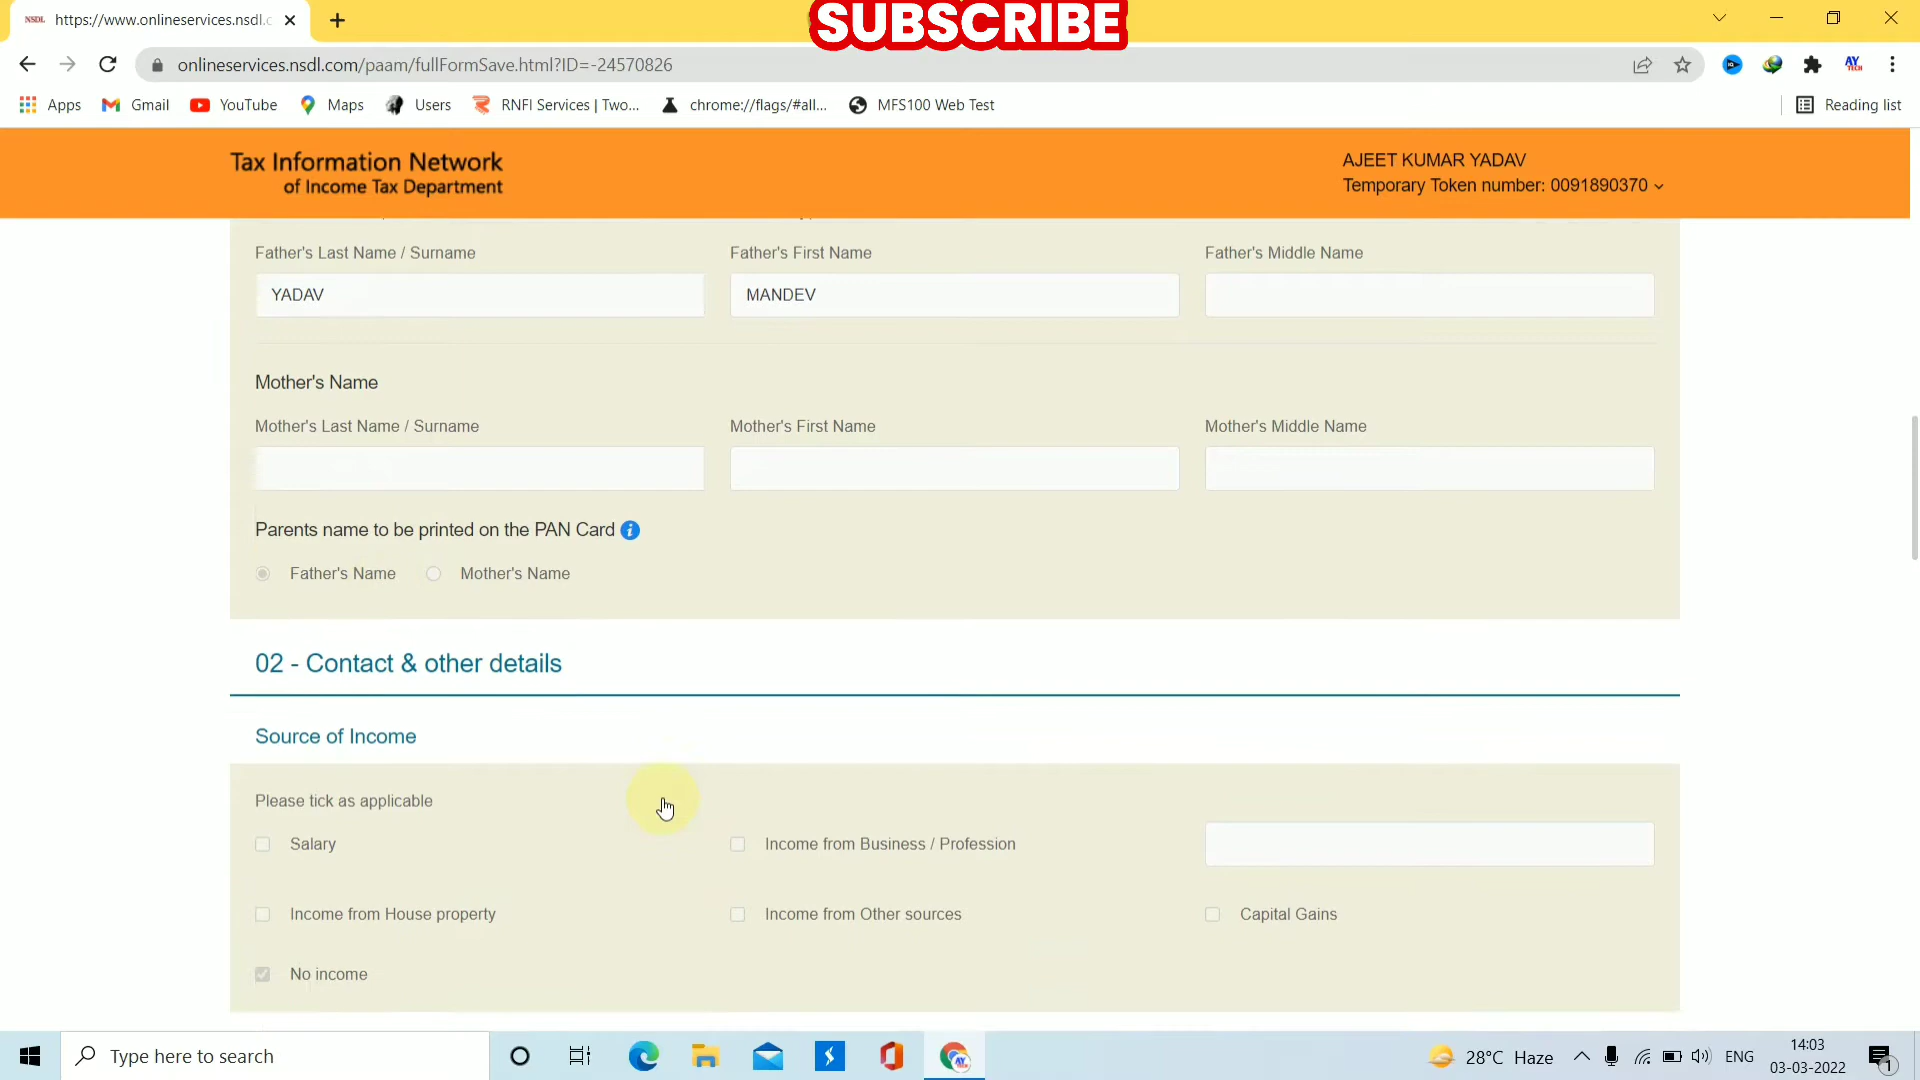 NSDL https://www.onlineservices.nsdl.c
SUBSCRIBE
onlineservices.nsdl.com/paam/fullFormSave.html?ID=-24570826
Apps Gmail YouTube Maps Users RNFI Services | Two... chrome://flags/#all... MFS100 Web Test Reading list
Tax Information Network
of Income Tax Department
AJEET KUMAR YADAV
Temporary Token number: 0091890370
Father's Last Name / Surname Father's First Name Father's Middle Name
YADAV MANDEV
Mother's Name
Mother's Last Name / Surname Mother's First Name Mother's Middle Name
Parents name to be printed on the PAN Card i
Father's Name Mother's Name
02 - Contact & other details
Source of Income
Please tick as applicable
Salary Income from Business / Profession
Income from House property Income from Other sources Capital Gains
No income
Type here to search
28°C Haze ENG 14:03
03-03-2022 1